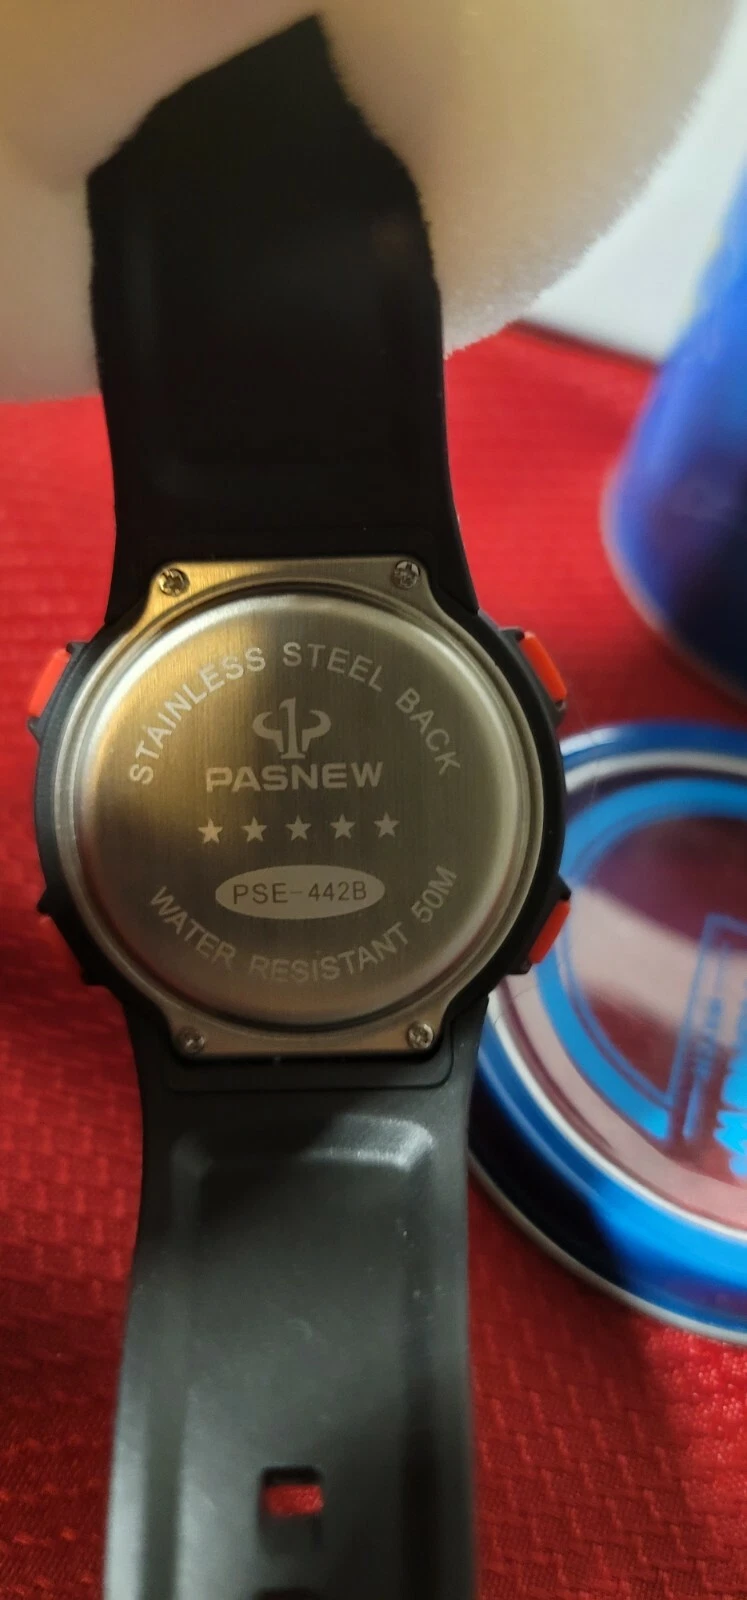 STAINLESS STEEL BACK
PASNEW
PSE-442B
WATER RESISTANT 50M